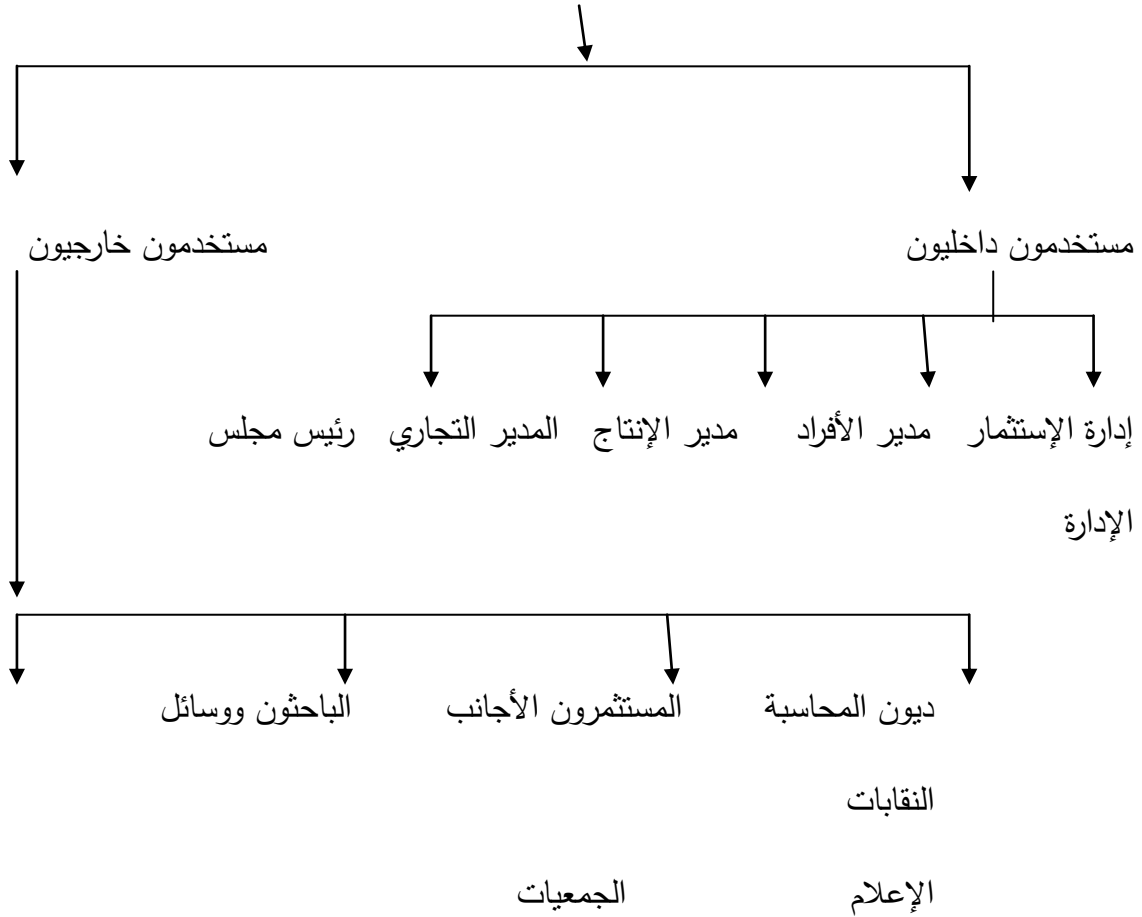 مستخدمون داخليون مستخدمون خارجيون
إدارة الإستثمار مدير الأفراد مدير الإنتاج المدير التجاري رئيس مجلس
الإدارة
ديون المحاسبة المستثمرون الأجانب الباحثون ووسائل
النقابات
الإعلام الجمعيات